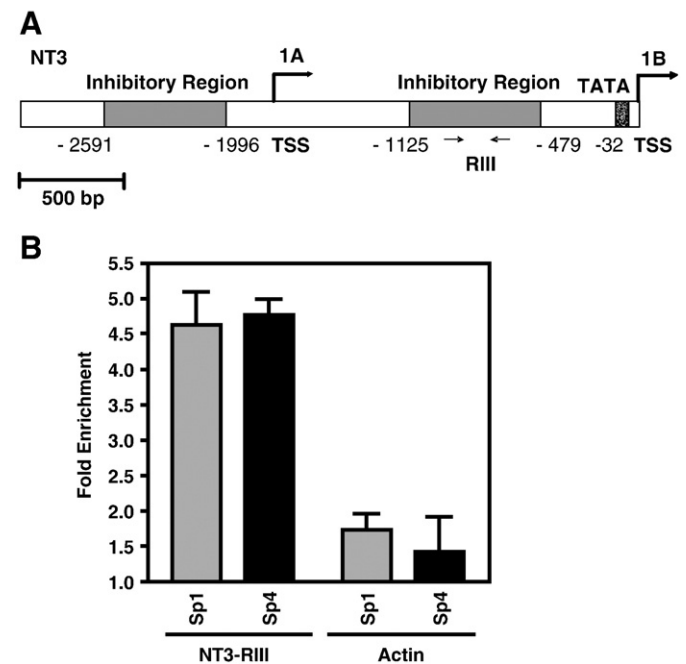 A
NT3
1A
1B
Inhibitory Region
Inhibitory Region
TATA
- 2591
- 1996
TSS
- 1125
- 479
-32
TSS
RIII
500 bp
B
Fold Enrichment
5.5
5.0
4.5
4.0
3.5
3.0
2.5
2.0
1.5
1.0
Sp1
Sp4
Sp1
Sp4
NT3-RIII
Actin